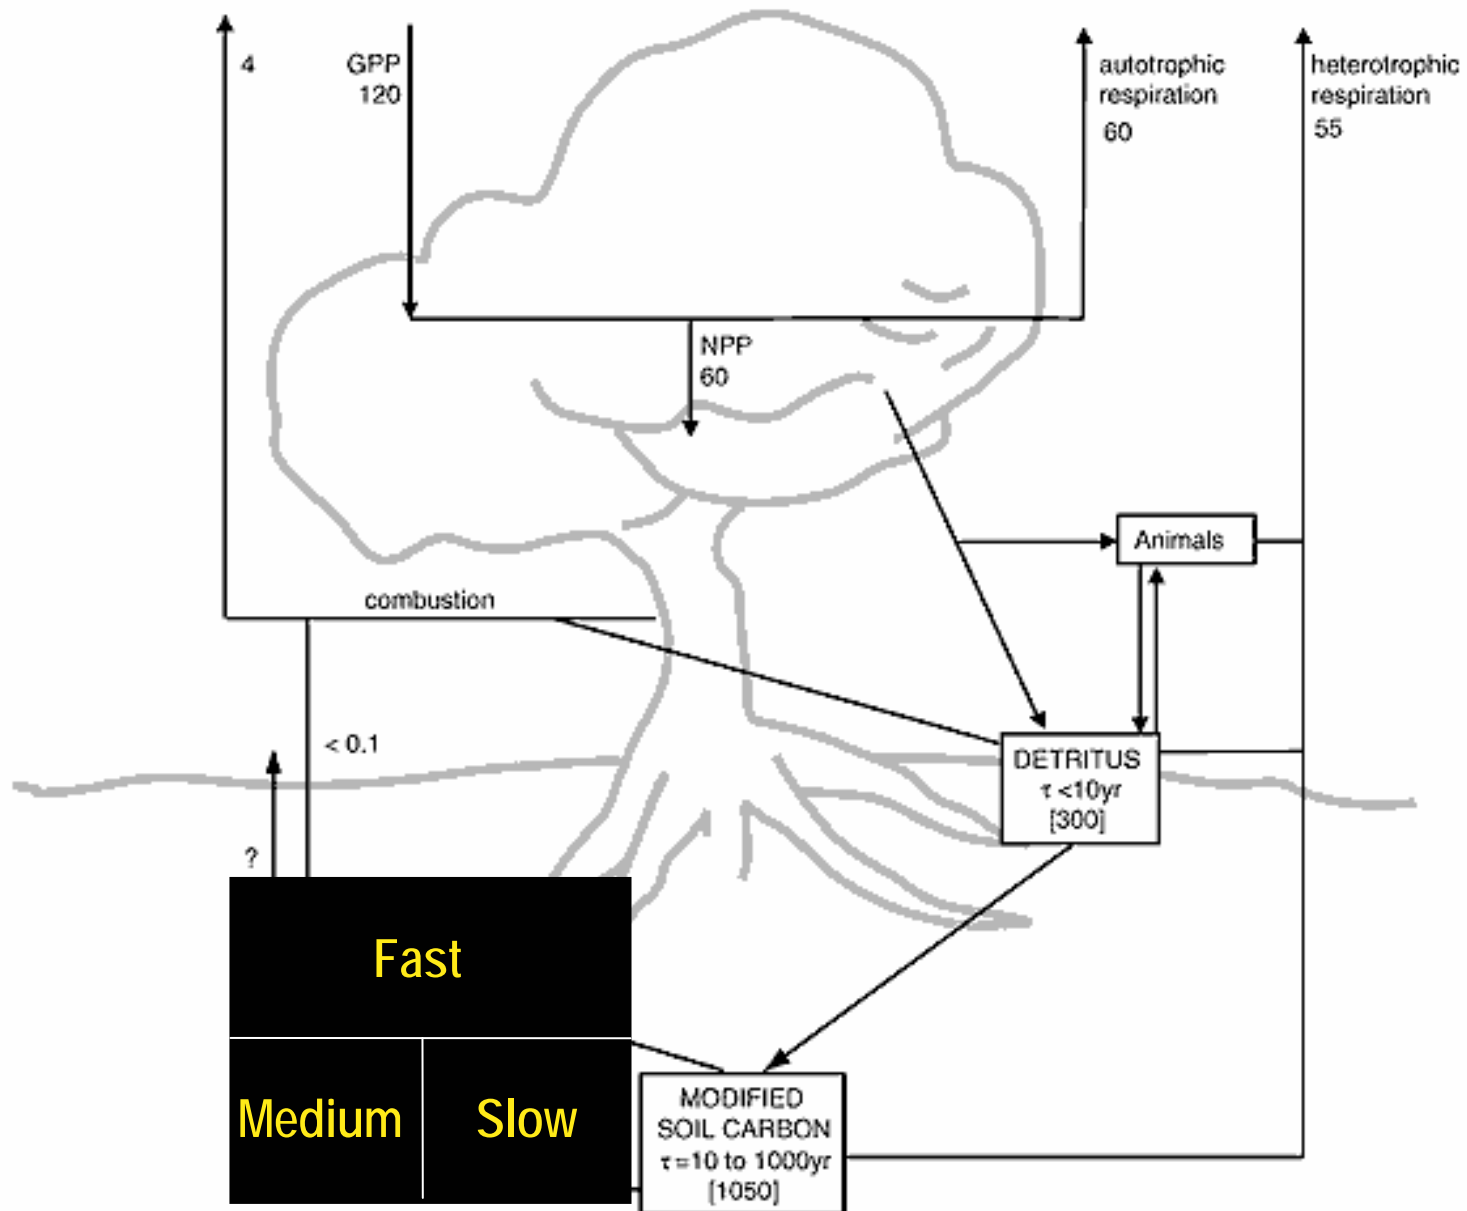 4
GPP
120
autotrophic
respiration
60
heterotrophic
respiration
55
NPP
60
Animals
combustion
< 0.1
DETRITUS
τ <10yr
[300]
?
Fast
Medium
Slow
MODIFIED
SOIL CARBON
τ=10 to 1000yr
[1050]